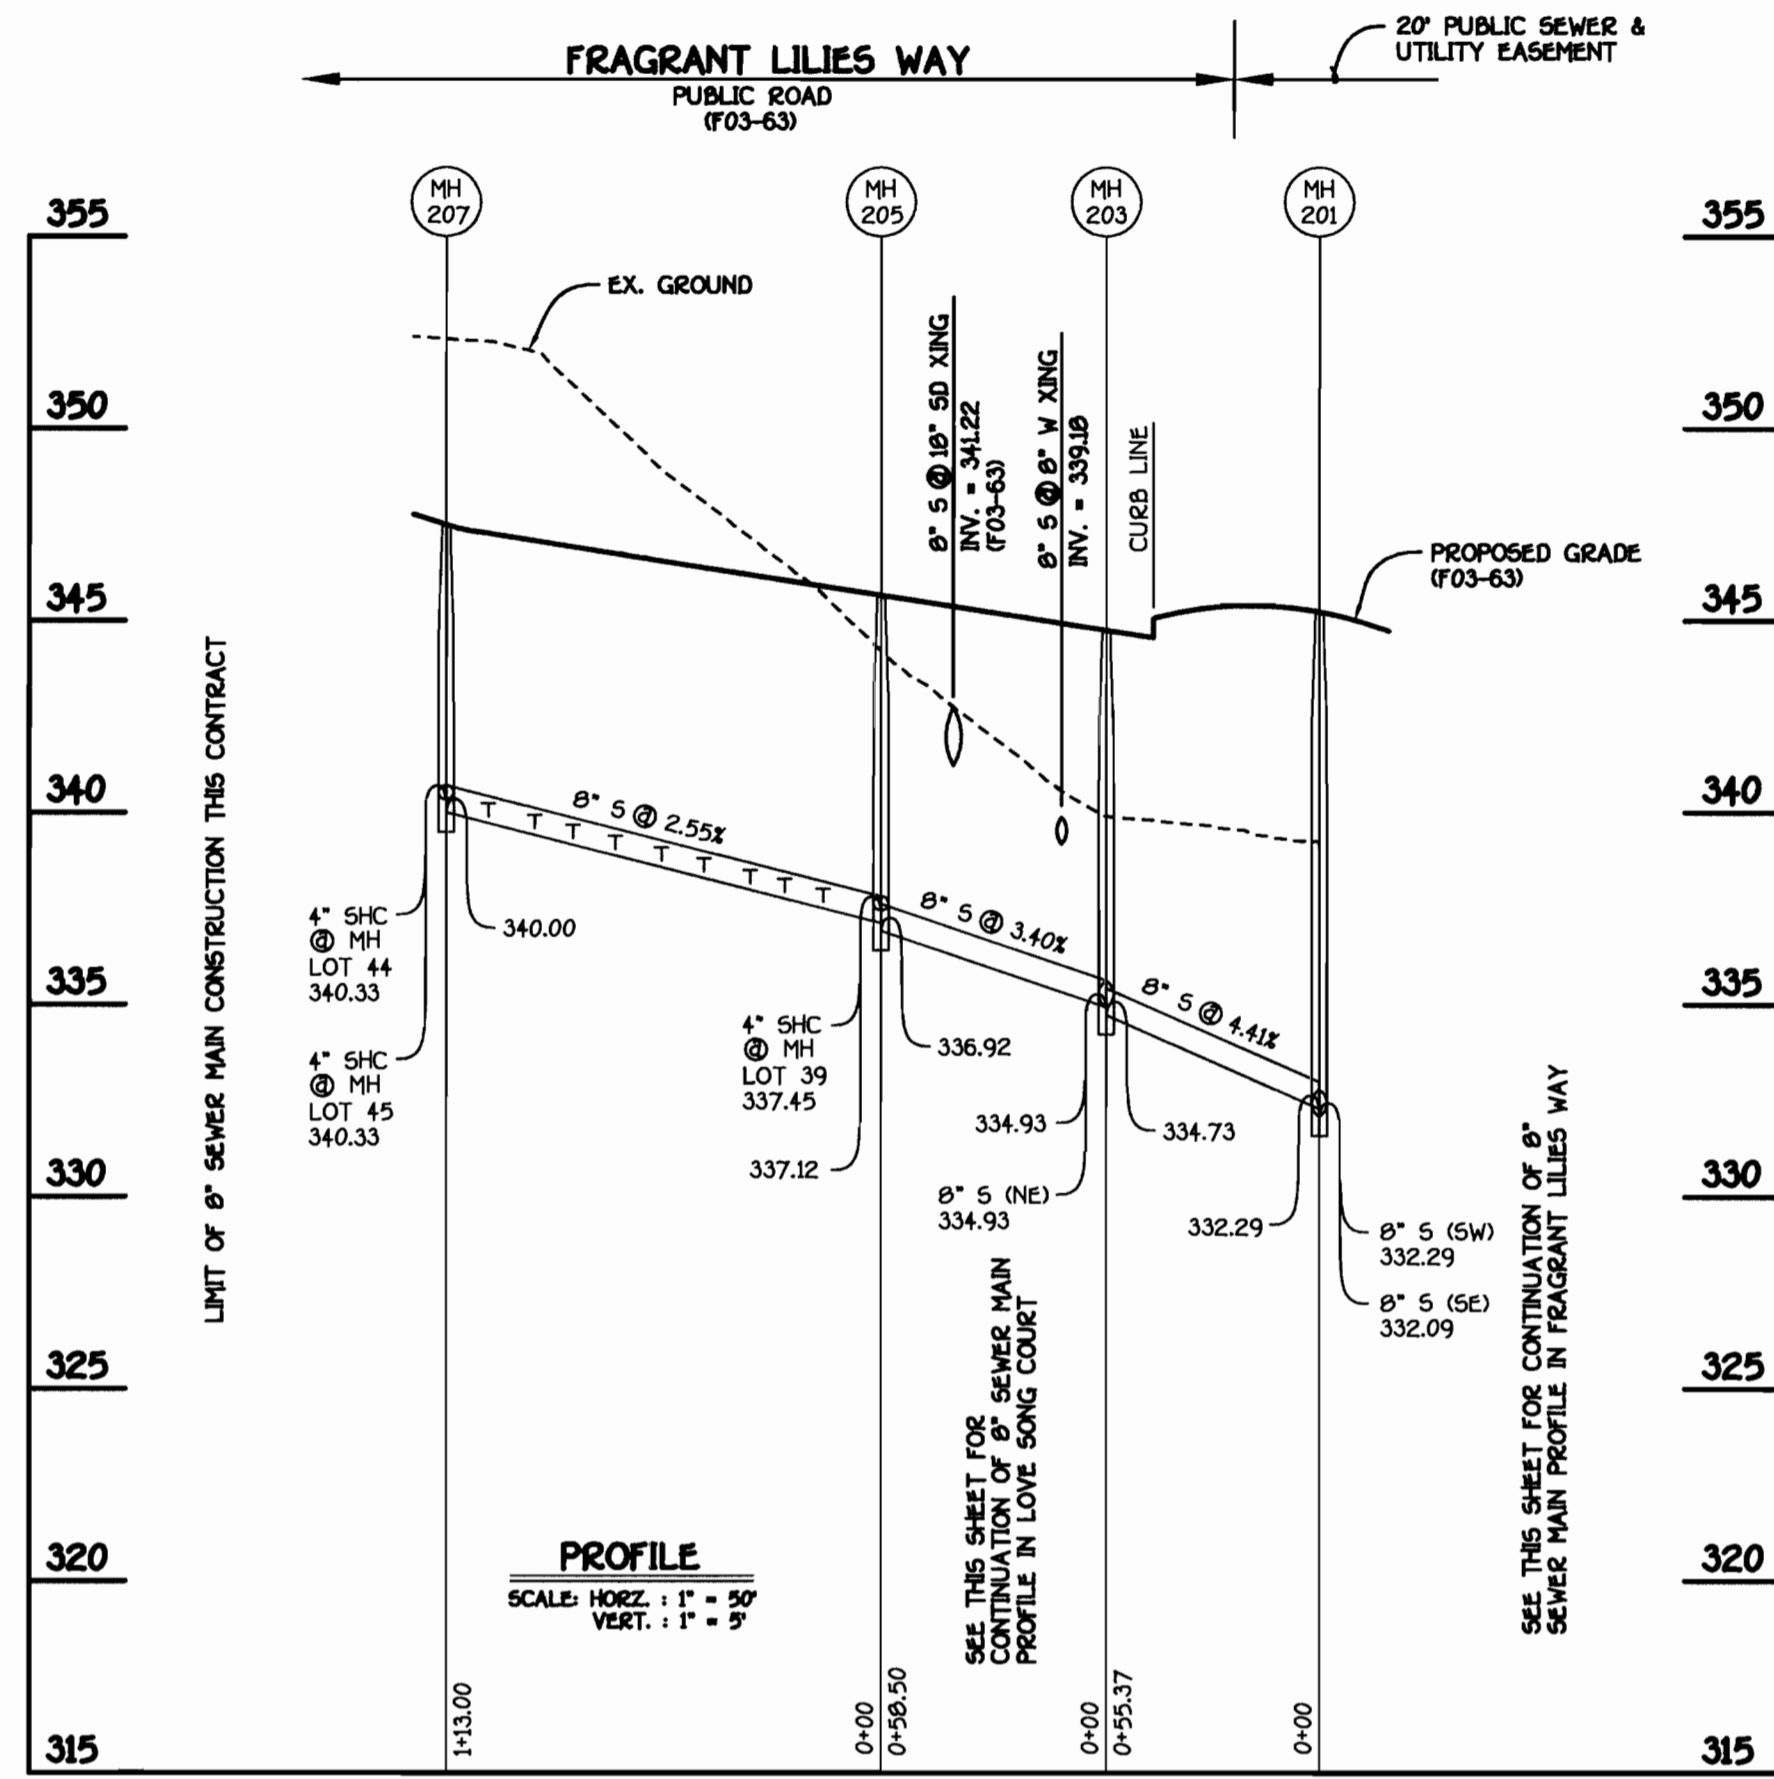 FRAGRANT LILIES WAY
PUBLIC ROAD
(F03-63)
20' PUBLIC SEWER &
UTILITY EASEMENT
MH
207
MH
205
MH
203
MH
201
355
350
345
340
335
330
325
320
315
355
350
345
340
335
330
325
320
315
LIMIT OF 8" SEWER MAIN CONSTRUCTION THIS CONTRACT
EX. GROUND
8" S @ 18" SD XING
INV. = 341.22
(F03-63)
8" S @ 8" W XING
INV. = 339.18
CURB LINE
PROPOSED GRADE
(F03-63)
8" S @ 2.55%
T T T T T T T T T
8" S @ 3.40%
8" S @ 4.41%
4" SHC
@ MH
LOT 44
340.33
340.00
4" SHC
@ MH
LOT 45
340.33
4" SHC
@ MH
LOT 39
337.45
336.92
337.12
334.93
334.73
8" S (NE)
334.93
332.29
8" S (SW)
332.29
8" S (SE)
332.09
SEE THIS SHEET FOR
CONTINUATION OF 8" SEWER MAIN
PROFILE IN LOVE SONG COURT
SEE THIS SHEET FOR CONTINUATION OF 8"
SEWER MAIN PROFILE IN FRAGRANT LILIES WAY
PROFILE
SCALE: HORZ. : 1" = 50'
VERT. : 1" = 5'
1+13.00
0+00
0+58.50
0+00
0+55.37
0+00